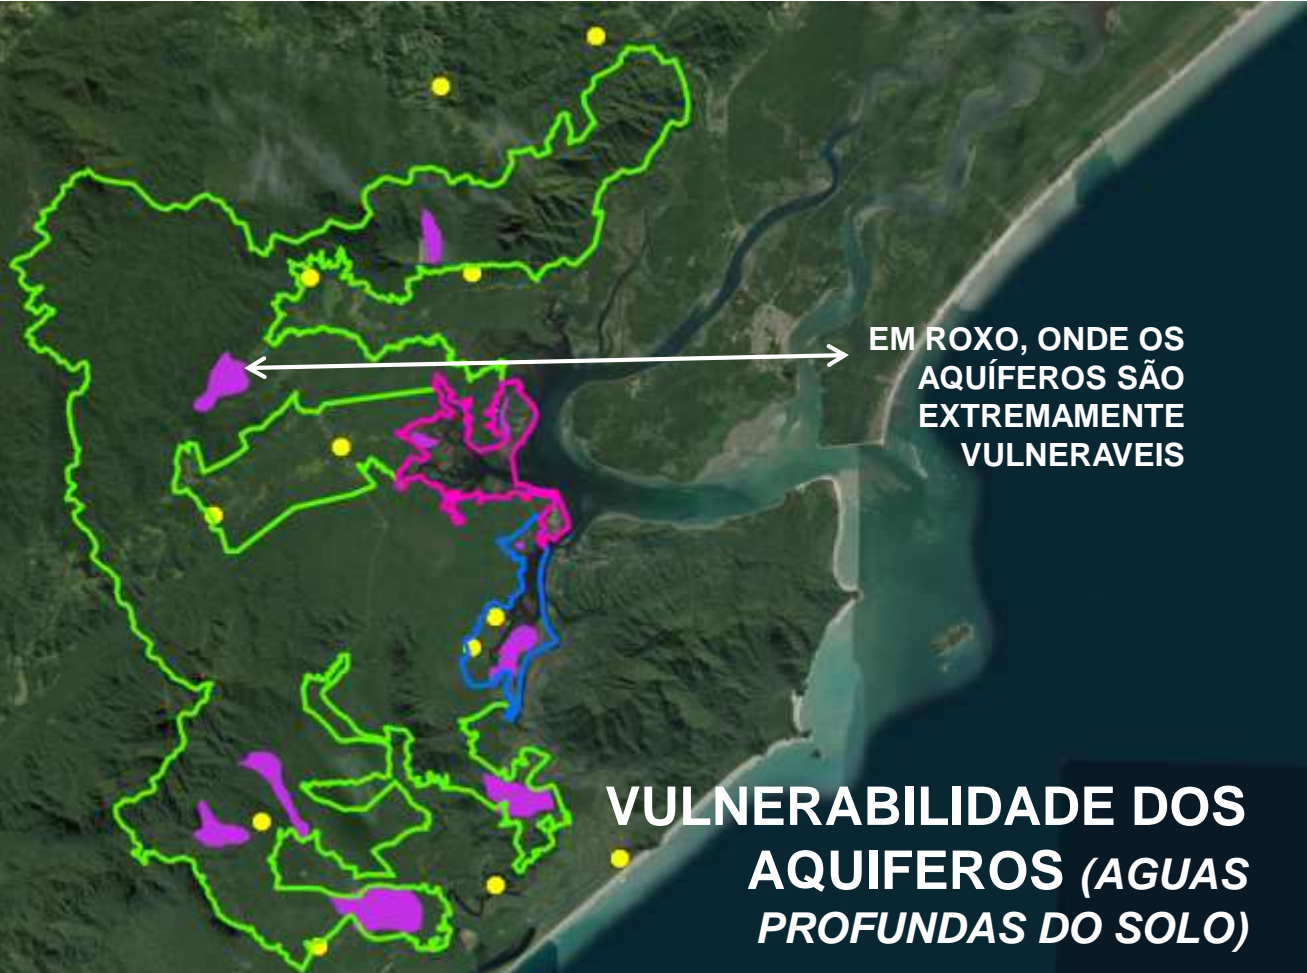 EM ROXO, ONDE OS
AQUÍFEROS SÃO
EXTREMAMENTE
VULNERAVEIS
VULNERABILIDADE DOS
AQUIFEROS (AGUAS
PROFUNDAS DO SOLO)